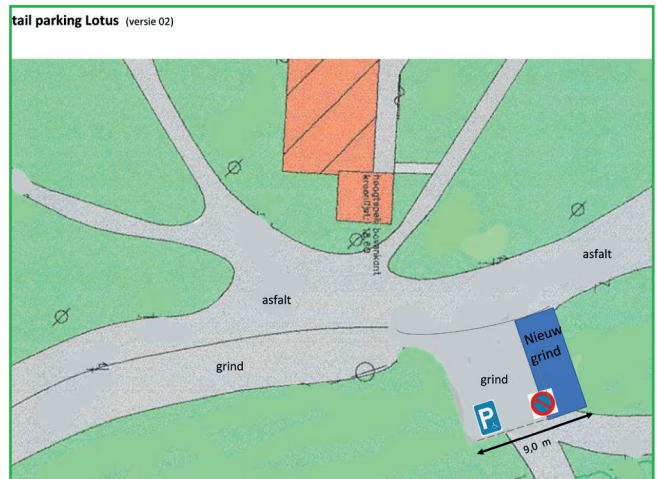 tail parking Lotus (versie 02)
asfalt
asfalt
grind
grind
Nieuw
grind
P
9,0 m